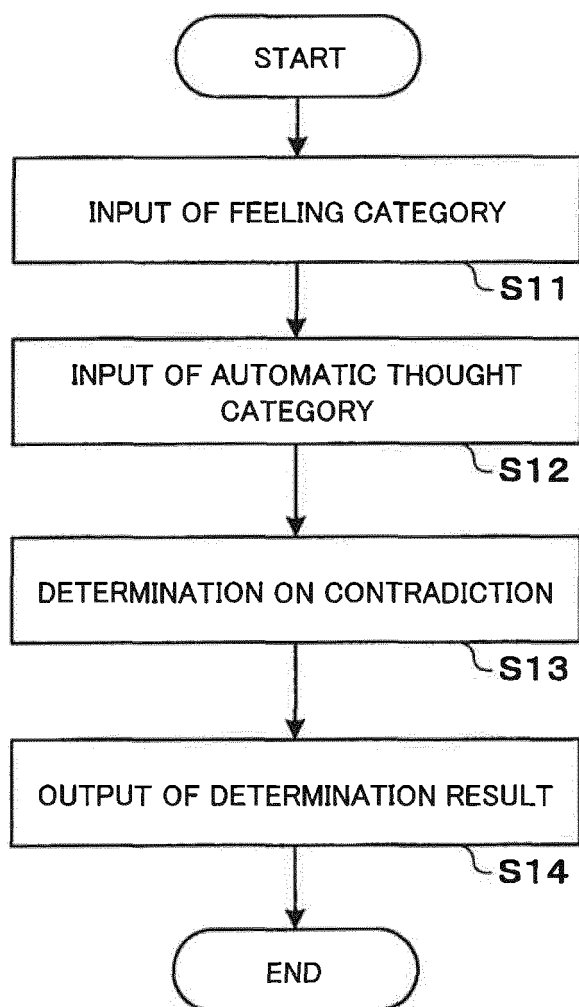 START
INPUT OF FEELING CATEGORY
S11
INPUT OF AUTOMATIC THOUGHT
CATEGORY
S12
DETERMINATION ON CONTRADICTION
S13
OUTPUT OF DETERMINATION RESULT
S14
END